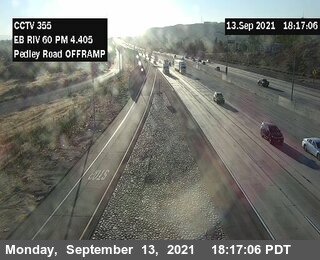 CCTV 355
EB RIV 60 PM 4.405
Pedley Road OFFRAMP
13.Sep 2021 18:17:06
Monday, September 13, 2021 18:17:06 PDT